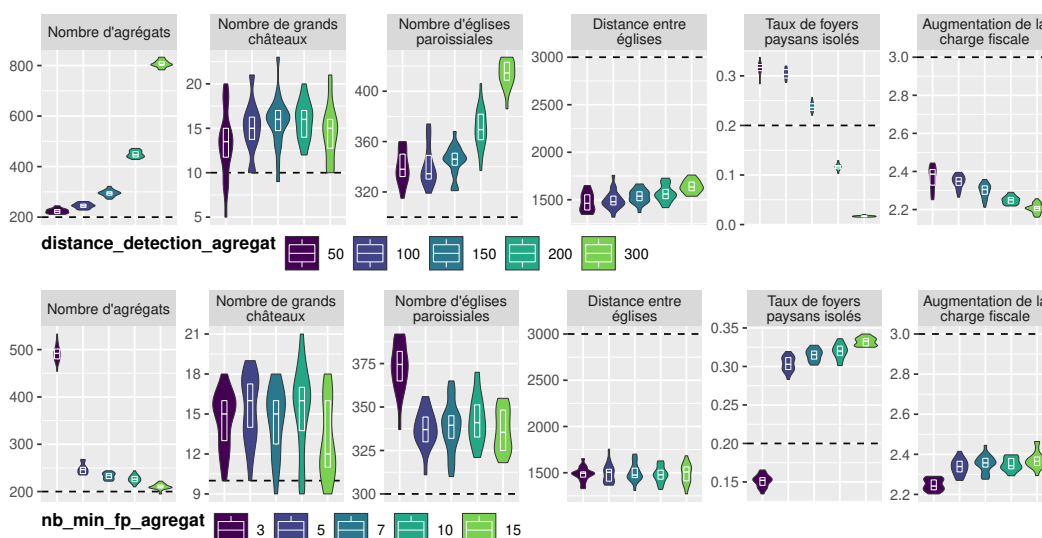 Nombre d'agrégats
Nombre de grands
châteaux
Nombre d'églises
paroissiales
Distance entre
églises
Taux de foyers
paysans isolés
Augmentation de la
charge fiscale
800
600
400
200
20
15
10
5
400
360
320
3000
2500
2000
1500
0.3
0.2
0.1
0.0
3.0
2.8
2.6
2.4
2.2
distance_detection_agregat
50
100
150
200
300
Nombre d'agrégats
Nombre de grands
châteaux
Nombre d'églises
paroissiales
Distance entre
églises
Taux de foyers
paysans isolés
Augmentation de la
charge fiscale
500
400
300
200
21
18
15
12
9
375
350
325
300
3000
2500
2000
1500
0.35
0.30
0.25
0.20
0.15
3.0
2.8
2.6
2.4
2.2
nb_min_fp_agregat
3
5
7
10
15